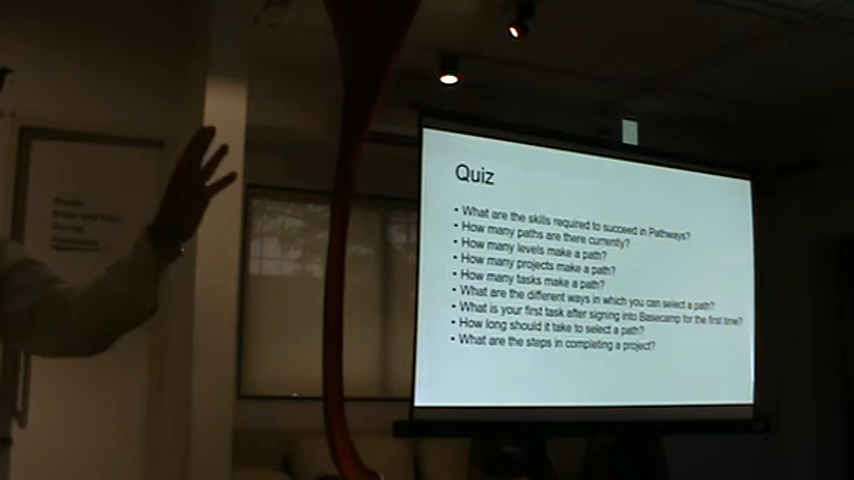 Quiz
• What are the skills required to succeed in Pathways?
• How many paths are there currently?
• How many levels make a path?
• How many projects make a path?
• How many tasks make a path?
• What are the different ways in which you can select a path?
• What is your first task after signing into Basecamp for the first time?
• How long should it take to select a path?
• What are the steps in completing a project?